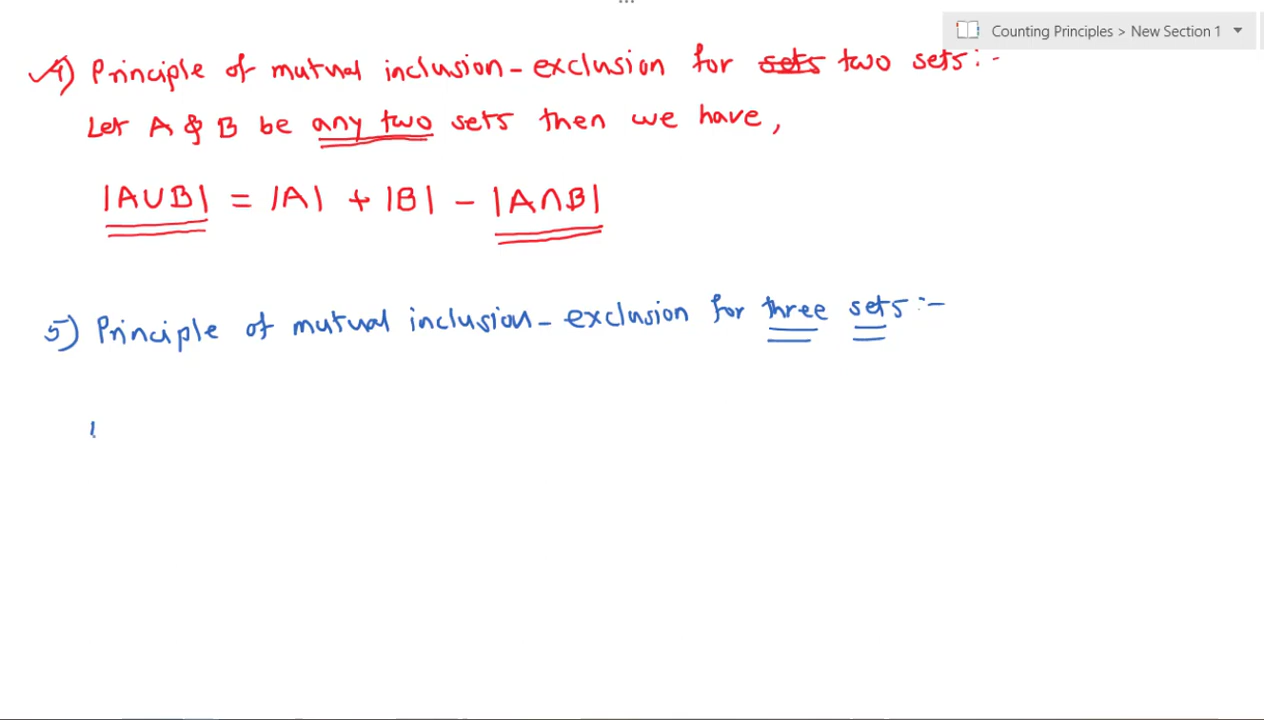 Counting Principles > New Section 1
4) Principle of mutual inclusion-exclusion for sets two sets:-
Let A & B be any two sets then we have,
|A∪B| = |A| + |B| - |A∩B|
5) Principle of mutual inclusion-exclusion for three sets:-